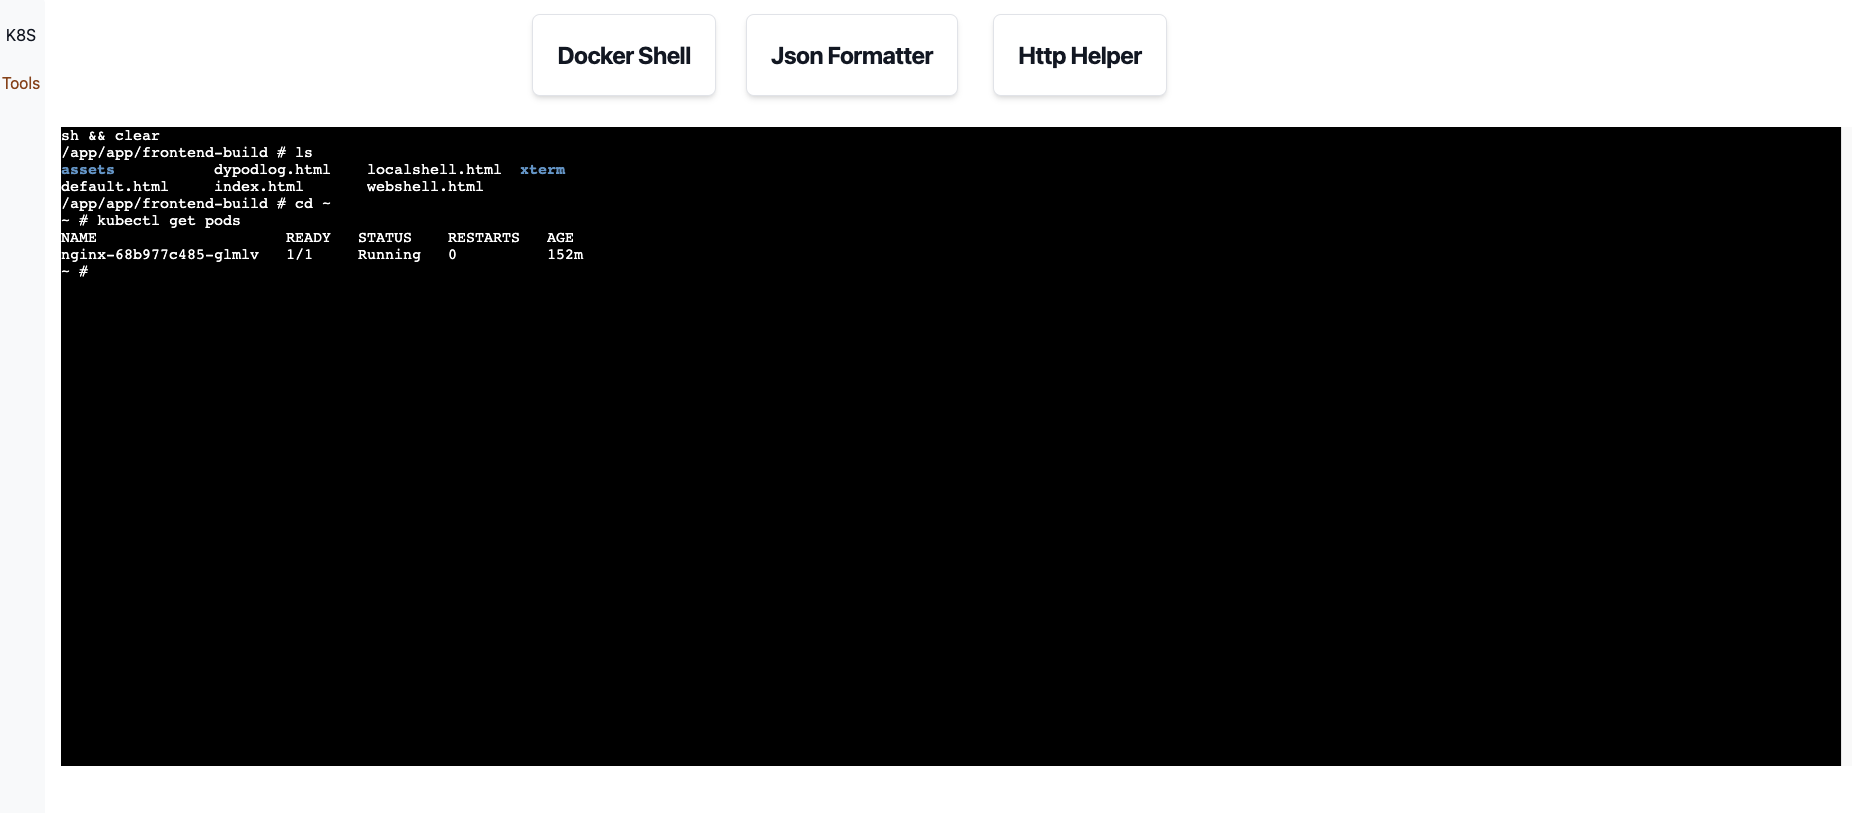 K8S
Tools
Docker Shell
Json Formatter
Http Helper
sh && clear
/app/app/frontend-build # ls
assets dypodlog.html localshell.html xterm
default.html index.html webshell.html
/app/app/frontend-build # cd ~
~ # kubectl get pods
NAME READY STATUS RESTARTS AGE
nginx-68b977c485-glmlv 1/1 Running 0 152m
~ #